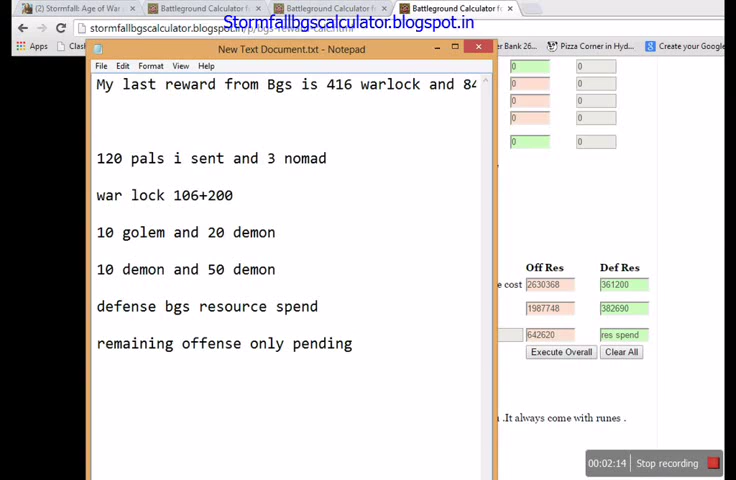 (2) Stormfall: Age of War
Battleground Calculator fo
Battleground Calculator fo
Battleground Calculator fo
Stormfallbgscalculator.blogspot.in
stormfallbgscalculator.blogspot.in/p/bgs-reward-calc.html
Apps
Bank 26...
Pizza Corner in Hyd...
Create your Google
New Text Document.txt - Notepad
File Edit Format View Help
My last reward from Bgs is 416 warlock and 84
120 pals i sent and 3 nomad
war lock 106+200
10 golem and 20 demon
10 demon and 50 demon
defense bgs resource spend
remaining offense only pending
0 0
0 0
0 0
0 0
0 0
Off Res Def Res
e cost 2630368 361200
1987748 382690
642620 res spend
Execute Overall Clear All
.It always come with runes .
00:02:14 Stop recording